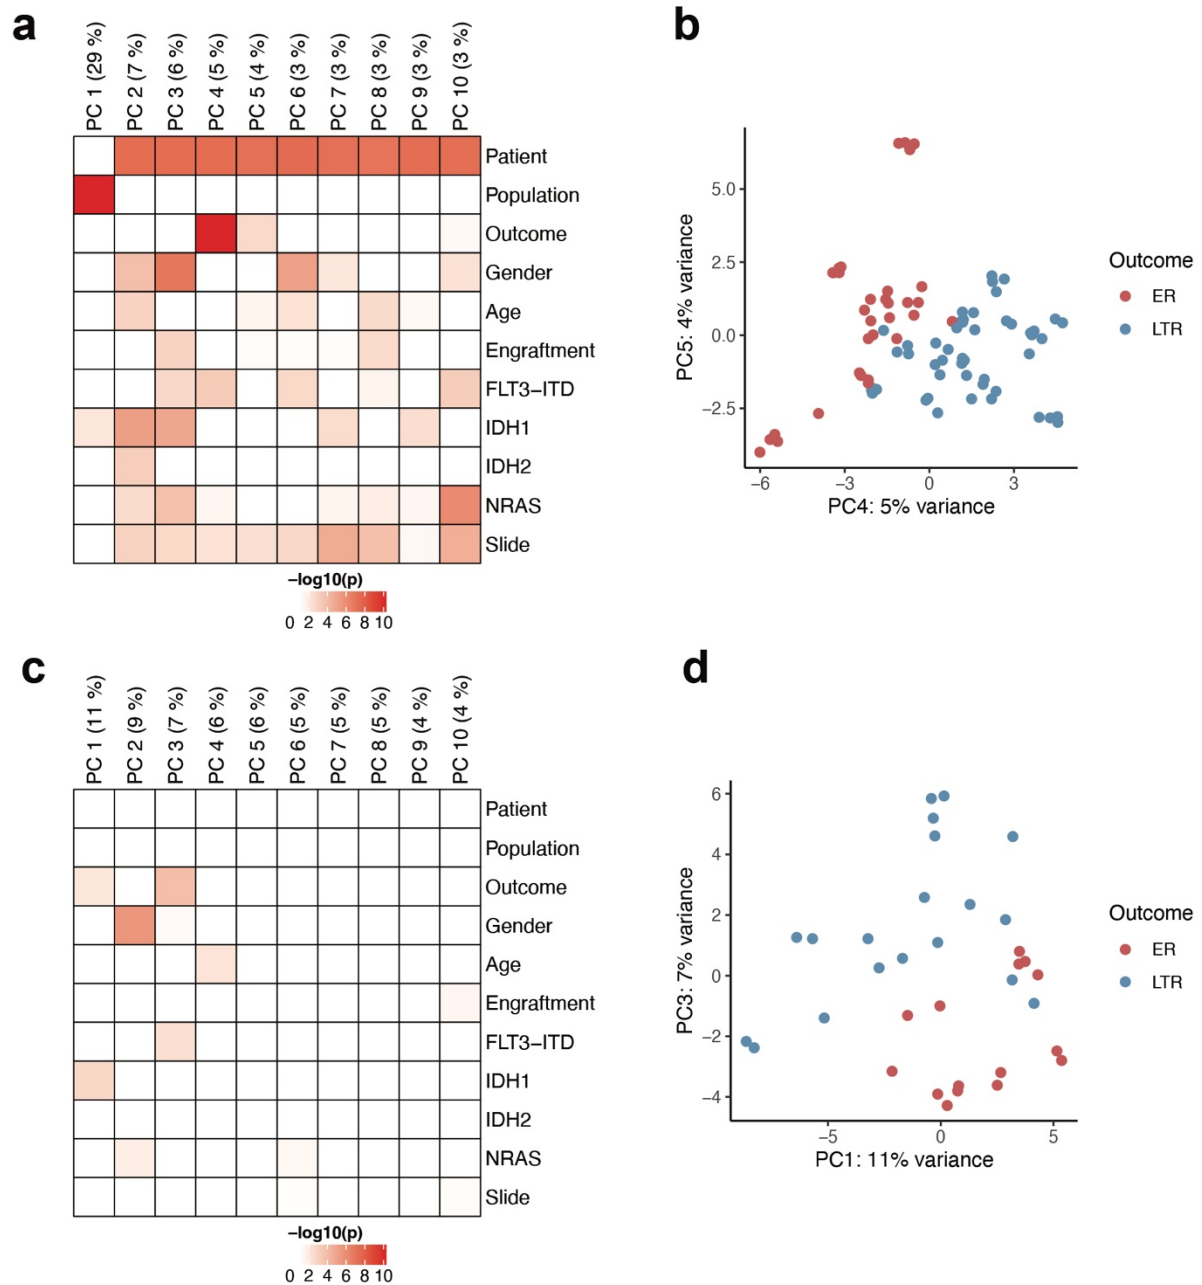 a
PC 1 (29 %)
PC 2 (7 %)
PC 3 (6 %)
PC 4 (5 %)
PC 5 (4 %)
PC 6 (3 %)
PC 7 (3 %)
PC 8 (3 %)
PC 9 (3 %)
PC 10 (3 %)
Patient
Population
Outcome
Gender
Age
Engraftment
FLT3−ITD
IDH1
IDH2
NRAS
Slide
−log10(p)
0 2 4 6 8 10
b
PC5: 4% variance
5.0
2.5
0.0
−2.5
−6 −3 0 3
PC4: 5% variance
Outcome
ER
LTR
c
PC 1 (11 %)
PC 2 (9 %)
PC 3 (7 %)
PC 4 (6 %)
PC 5 (6 %)
PC 6 (5 %)
PC 7 (5 %)
PC 8 (5 %)
PC 9 (4 %)
PC 10 (4 %)
Patient
Population
Outcome
Gender
Age
Engraftment
FLT3−ITD
IDH1
IDH2
NRAS
Slide
−log10(p)
0 2 4 6 8 10
d
PC3: 7% variance
6
4
2
0
−2
−4
−5 0 5
PC1: 11% variance
Outcome
ER
LTR